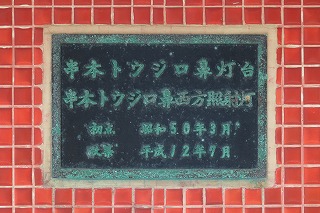 串本トウジロ鼻灯台
串本トウジロ鼻西方照射灯
初点 昭和50年3月
改築 平成12年7月